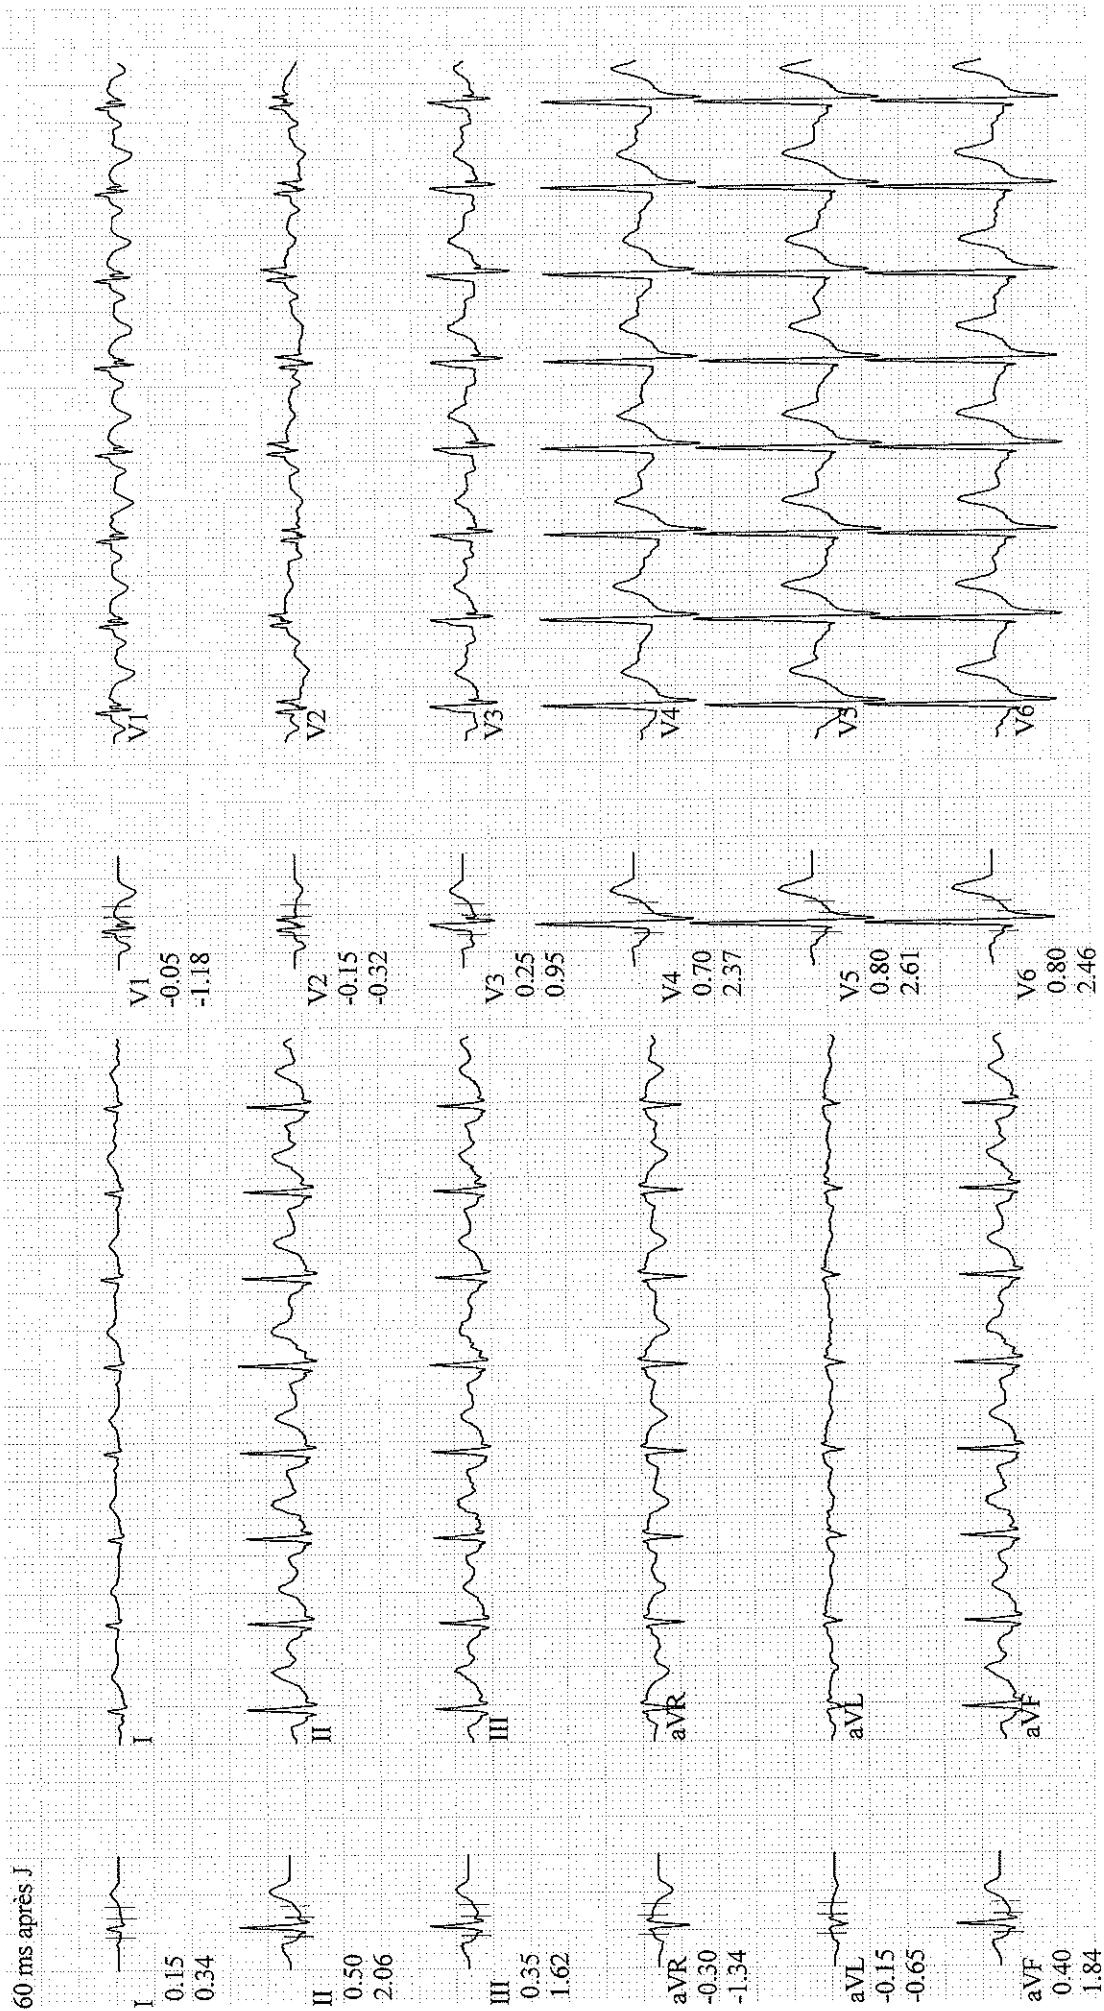 60 ms après J
I
0.15
0.34
II
0.50
2.06
III
0.35
1.62
aVR
-0.30
-1.34
aVL
-0.15
-0.65
aVF
0.40
1.84
I
II
III
aVR
aVL
aVF
V1
-0.05
-1.18
V2
-0.15
-0.32
V3
0.25
0.95
V4
0.70
2.37
V5
0.80
2.61
V6
0.80
2.46
V1
V2
V3
V4
V5
V6